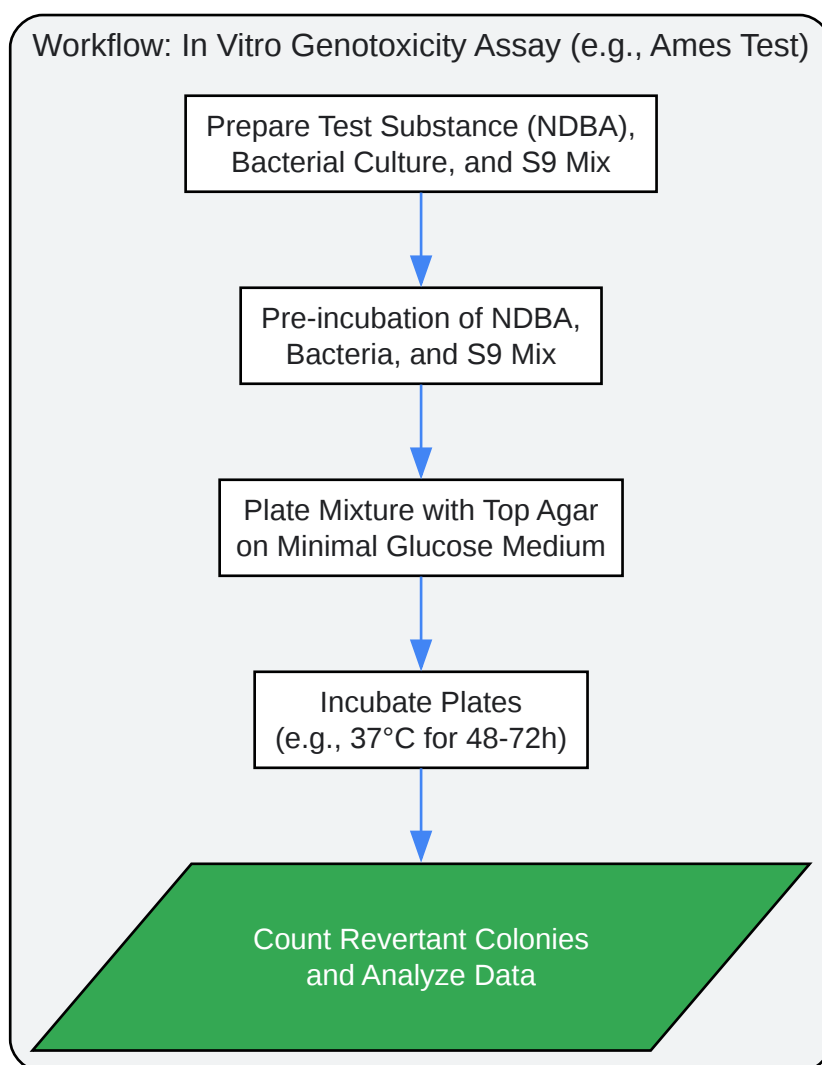 Workflow: In Vitro Genotoxicity Assay (e.g., Ames Test)
Prepare Test Substance (NDBA),
Bacterial Culture, and S9 Mix
Pre-incubation of NDBA,
Bacteria, and S9 Mix
Plate Mixture with Top Agar
on Minimal Glucose Medium
Incubate Plates
(e.g., 37°C for 48-72h)
Count Revertant Colonies
and Analyze Data